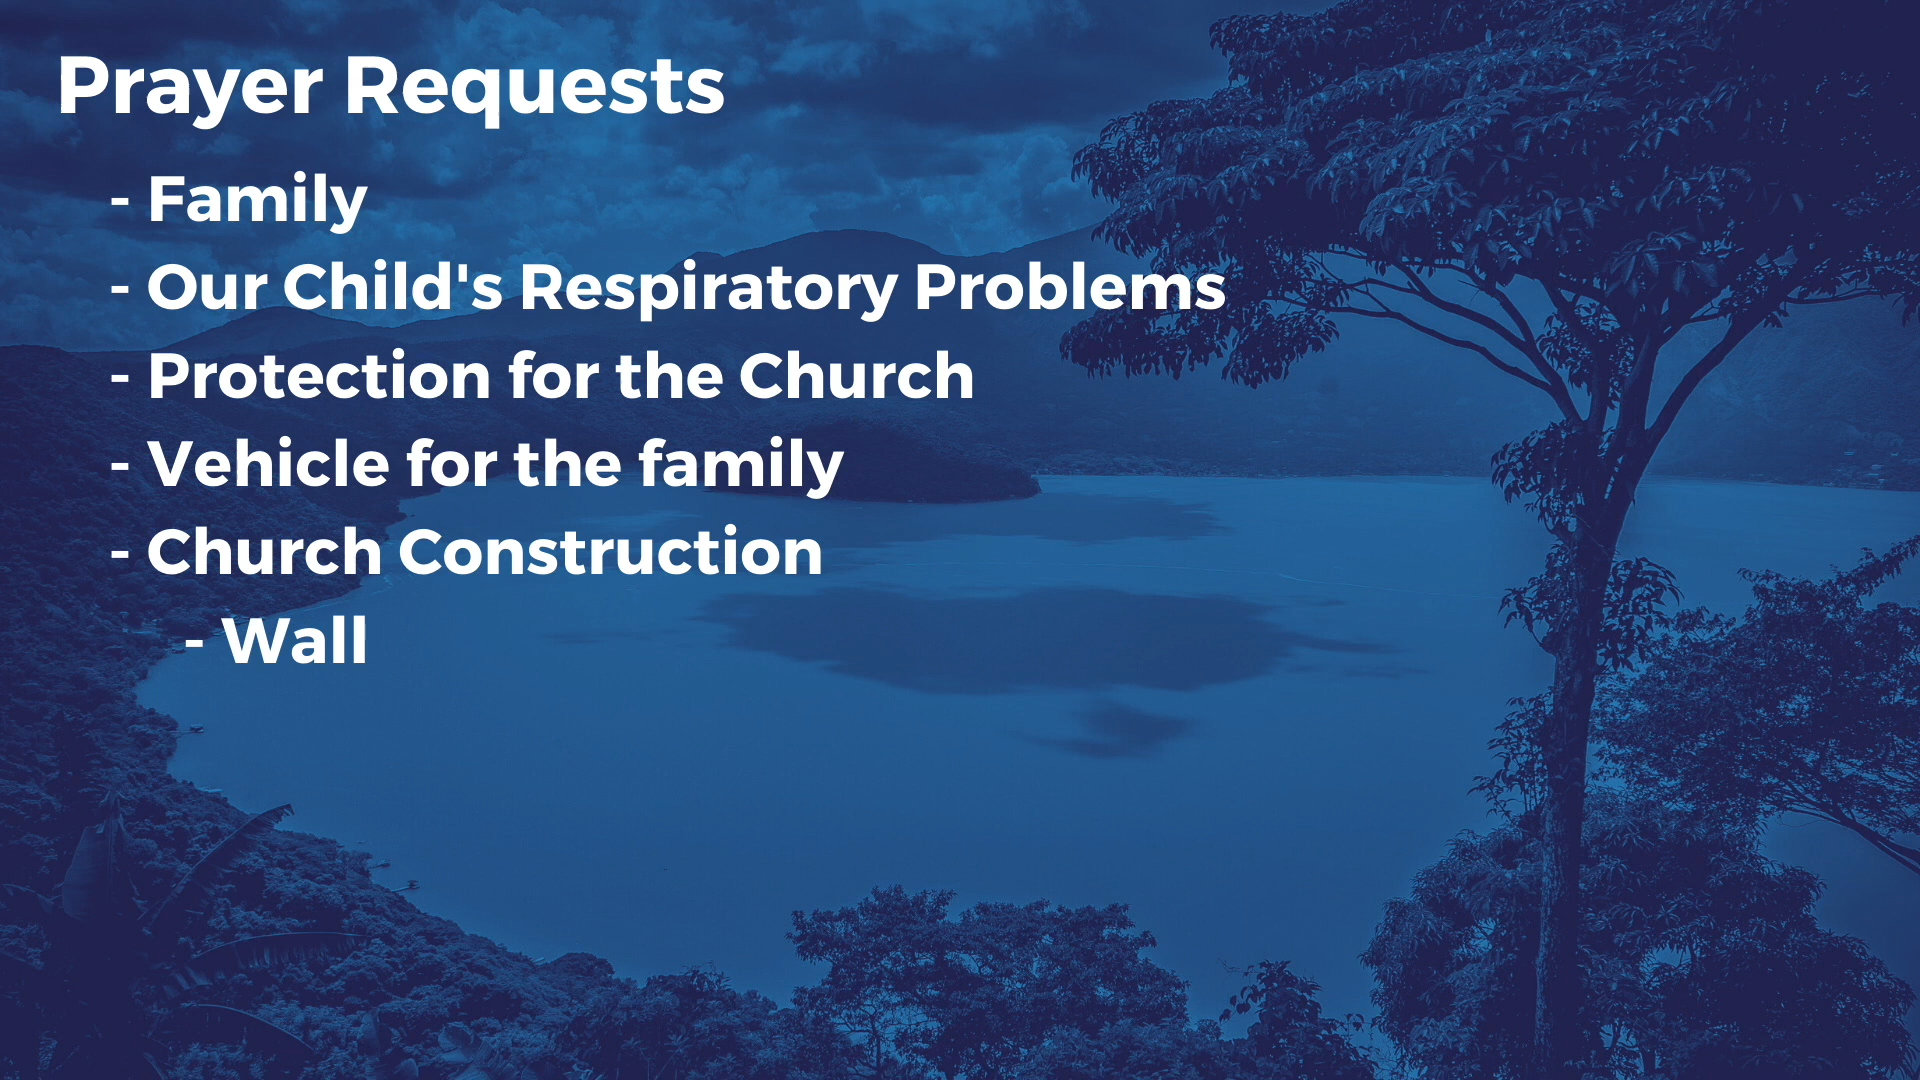 Prayer Requests
- Family
- Our Child's Respiratory Problems
- Protection for the Church
- Vehicle for the family
- Church Construction
- Wall